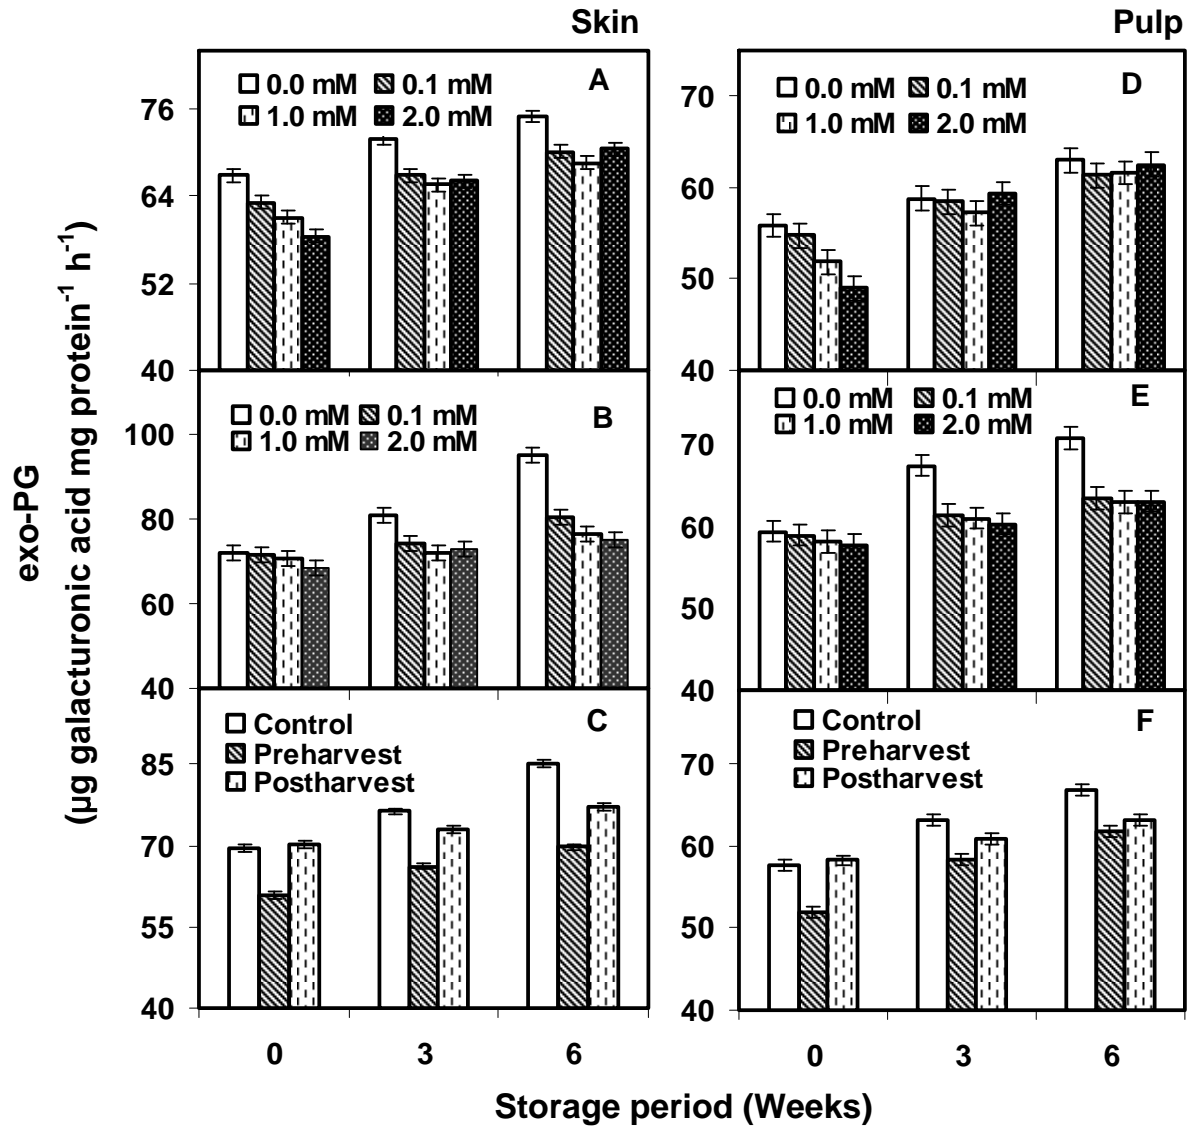 Skin
Pulp
exo-PG
(µg galacturonic acid mg protein⁻¹ h⁻¹)
A
0.0 mM 0.1 mM
1.0 mM 2.0 mM
76
64
52
40
B
0.0 mM 0.1 mM
1.0 mM 2.0 mM
100
80
60
40
C
Control
Preharvest
Postharvest
85
70
55
40
0 3 6
D
0.0 mM 0.1 mM
1.0 mM 2.0 mM
70
60
50
40
E
0.0 mM 0.1 mM
1.0 mM 2.0 mM
70
60
50
40
F
Control
Preharvest
Postharvest
70
60
50
40
0 3 6
Storage period (Weeks)